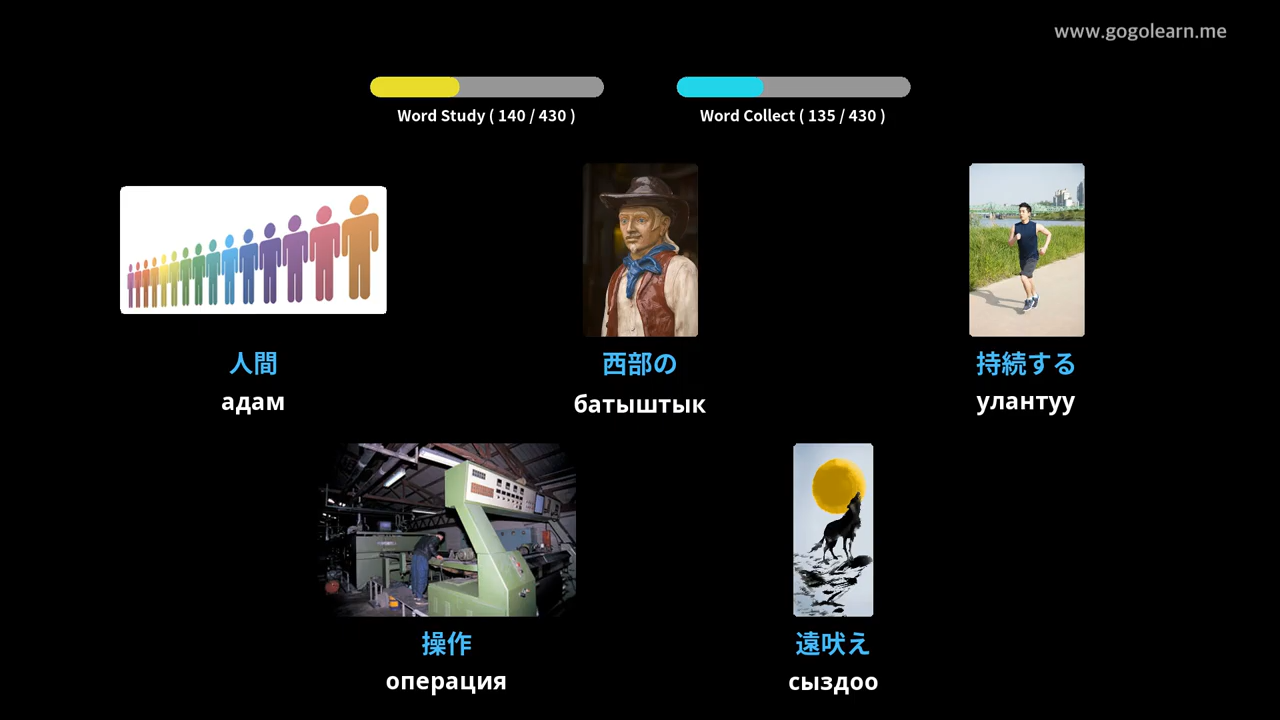 www.gogolearn.me
Word Study ( 140 / 430 )
Word Collect ( 135 / 430 )
人間
адам
西部の
батыштык
持続する
улантуу
操作
операция
遠吠え
сыздоо